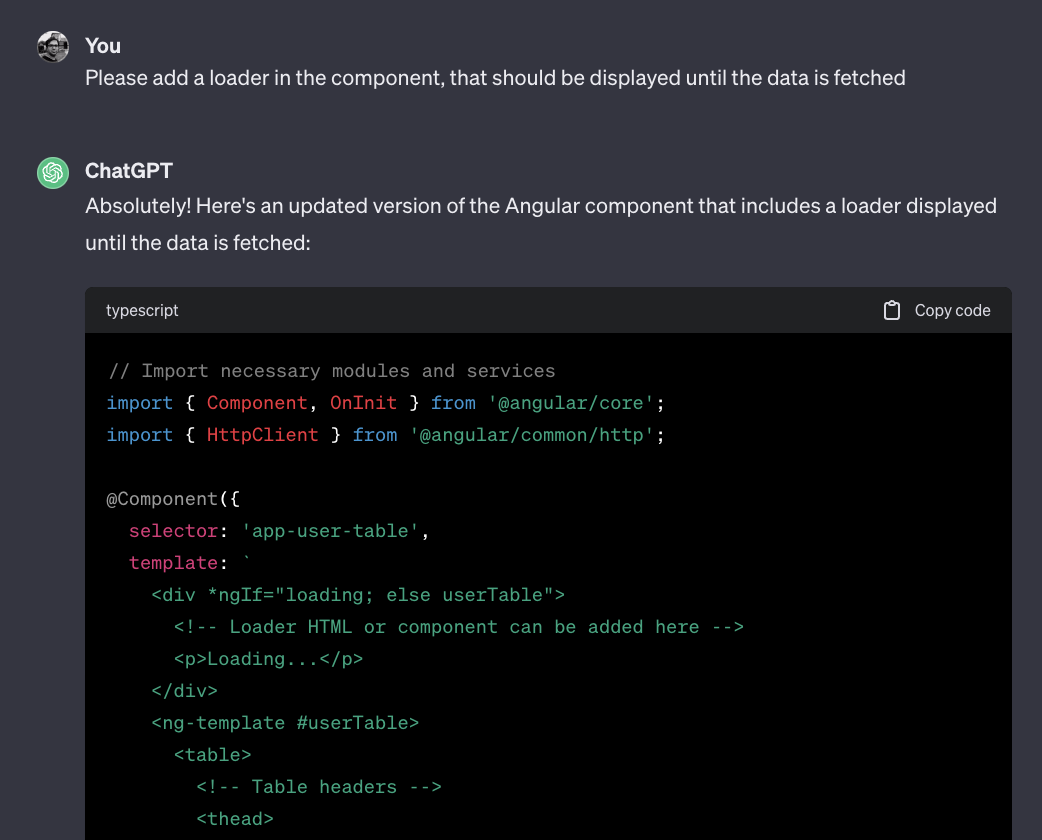 You
Please add a loader in the component, that should be displayed until the data is fetched
ChatGPT
Absolutely! Here's an updated version of the Angular component that includes a loader displayed
until the data is fetched:
typescript
Copy code
// Import necessary modules and services
import { Component, OnInit } from '@angular/core';
import { HttpClient } from '@angular/common/http';
@Component({
  selector: 'app-user-table',
  template: `
    <div *ngIf="loading; else userTable">
      <!-- Loader HTML or component can be added here -->
      <p>Loading...</p>
    </div>
    <ng-template #userTable>
      <table>
        <!-- Table headers -->
        <thead>